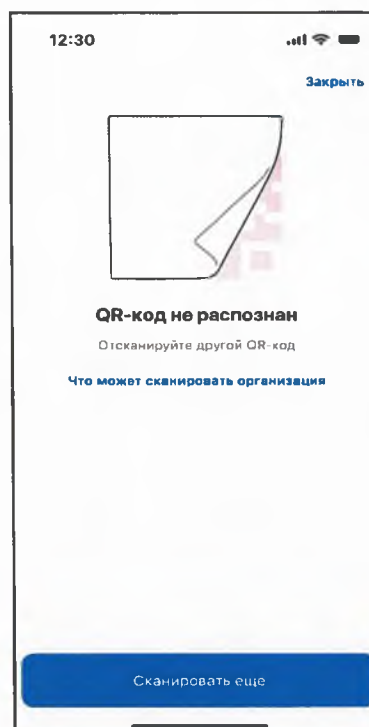 12:30
Закрыть
QR-код не распознан
Отсканируйте другой QR-код
Что может сканировать организация
Сканировать еще